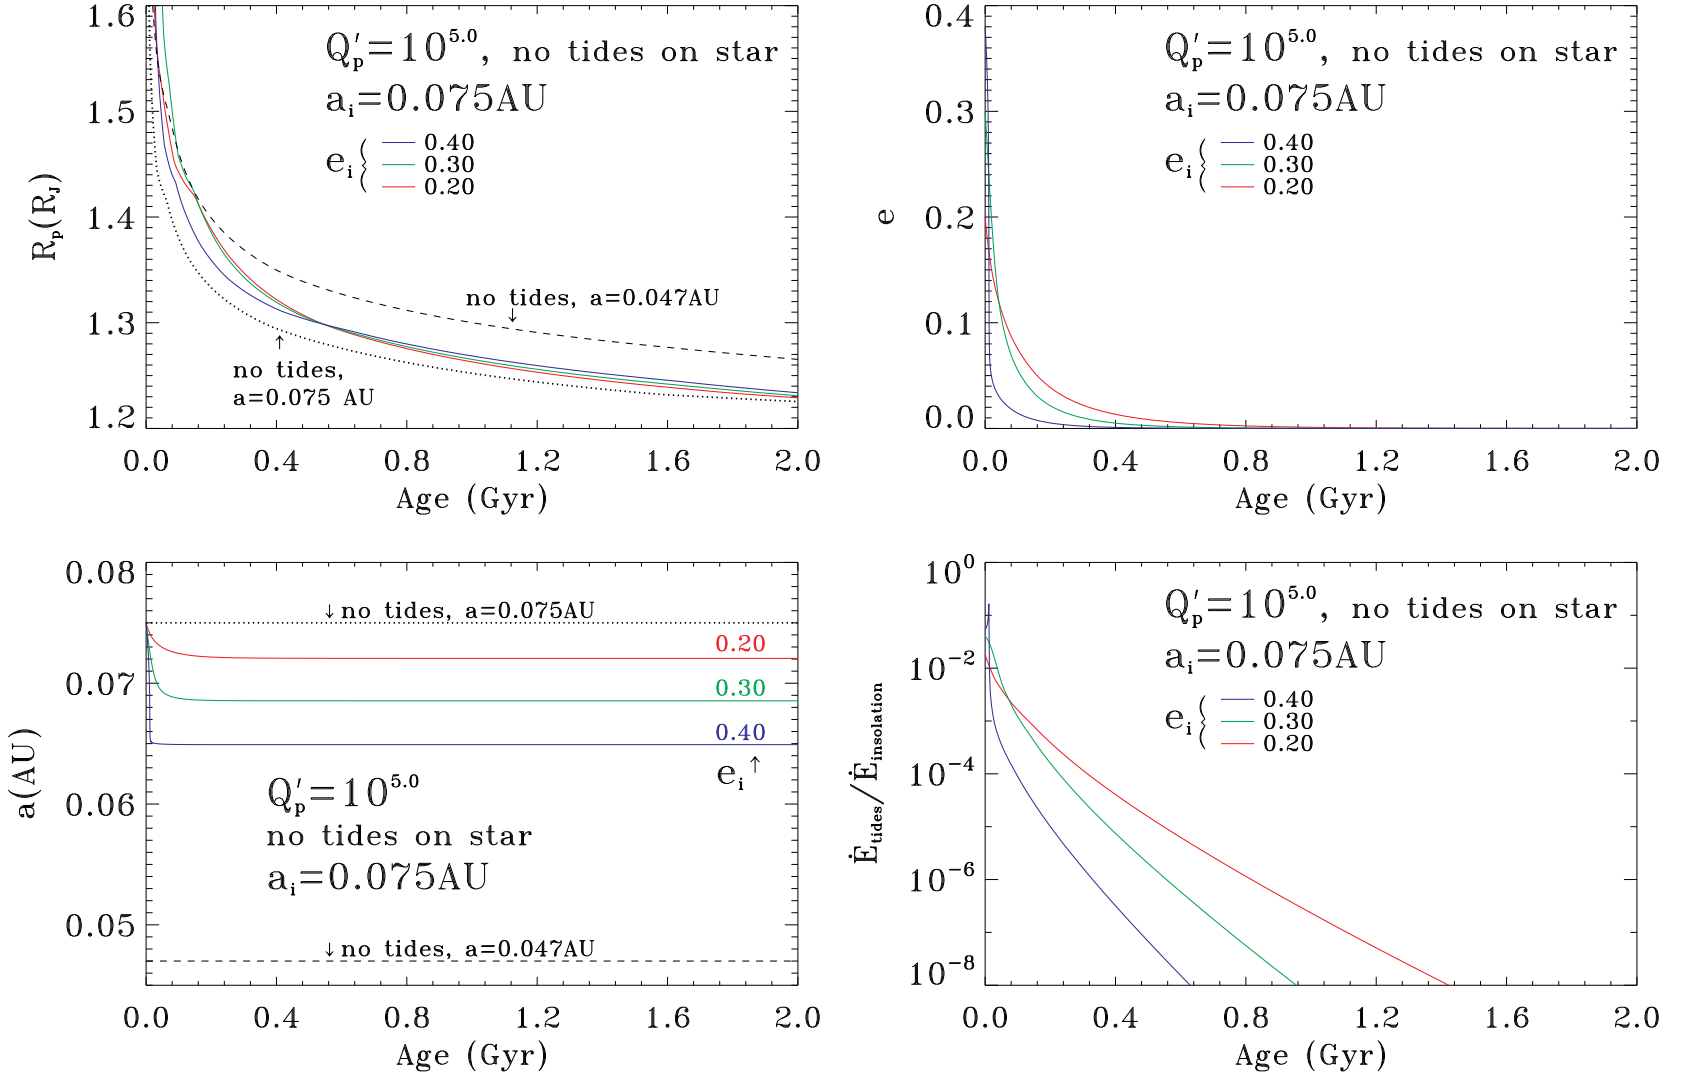 1.6
1.5
1.4
1.3
1.2
R_p(R_J)
Q'_p=10^5.0, no tides on star
a_i=0.075AU
e_i { 0.40
0.30
0.20
no tides, a=0.047AU
↓
↑
no tides,
a=0.075 AU
0.0 0.4 0.8 1.2 1.6 2.0
Age (Gyr)
0.4
0.3
0.2
0.1
0.0
e
Q'_p=10^5.0, no tides on star
a_i=0.075AU
e_i { 0.40
0.30
0.20
0.0 0.4 0.8 1.2 1.6 2.0
Age (Gyr)
0.08
0.07
0.06
0.05
a(AU)
↓no tides, a=0.075AU
0.20
0.30
0.40
e_i ↑
Q'_p=10^5.0
no tides on star
a_i=0.075AU
↓no tides, a=0.047AU
0.0 0.4 0.8 1.2 1.6 2.0
Age (Gyr)
10^0
10^-2
10^-4
10^-6
10^-8
Ė_tides/Ė_insolation
Q'_p=10^5.0, no tides on star
a_i=0.075AU
e_i { 0.40
0.30
0.20
0.0 0.4 0.8 1.2 1.6 2.0
Age (Gyr)